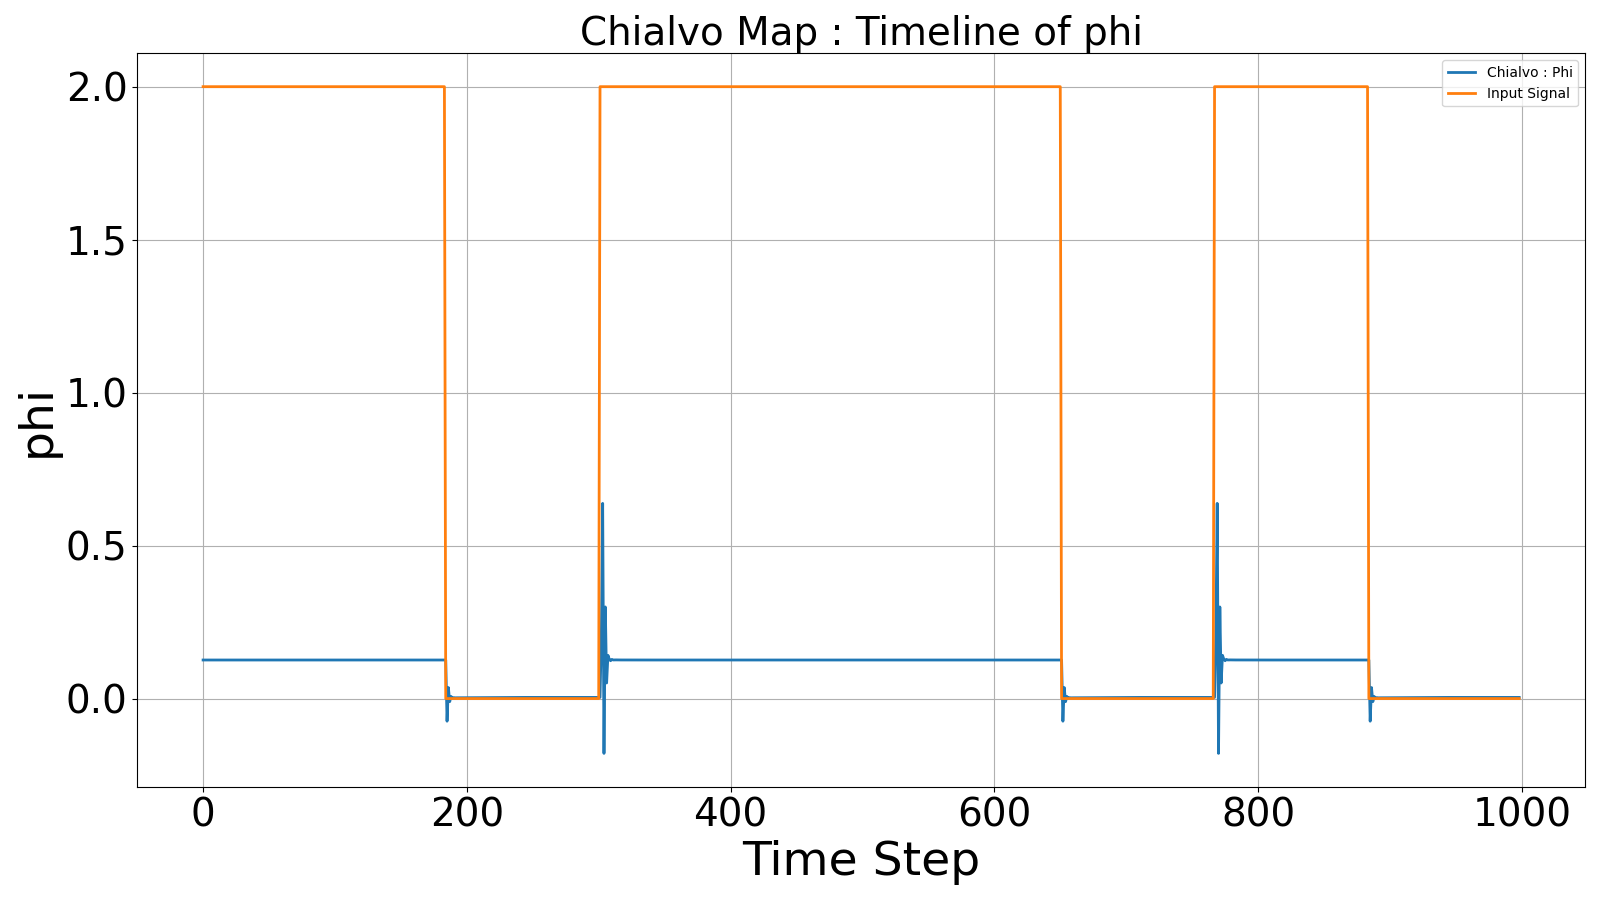 Chialvo Map : Timeline of phi
Chialvo : Phi
Input Signal
2.0
1.5
1.0
0.5
0.0
phi
0 200 400 600 800 1000
Time Step